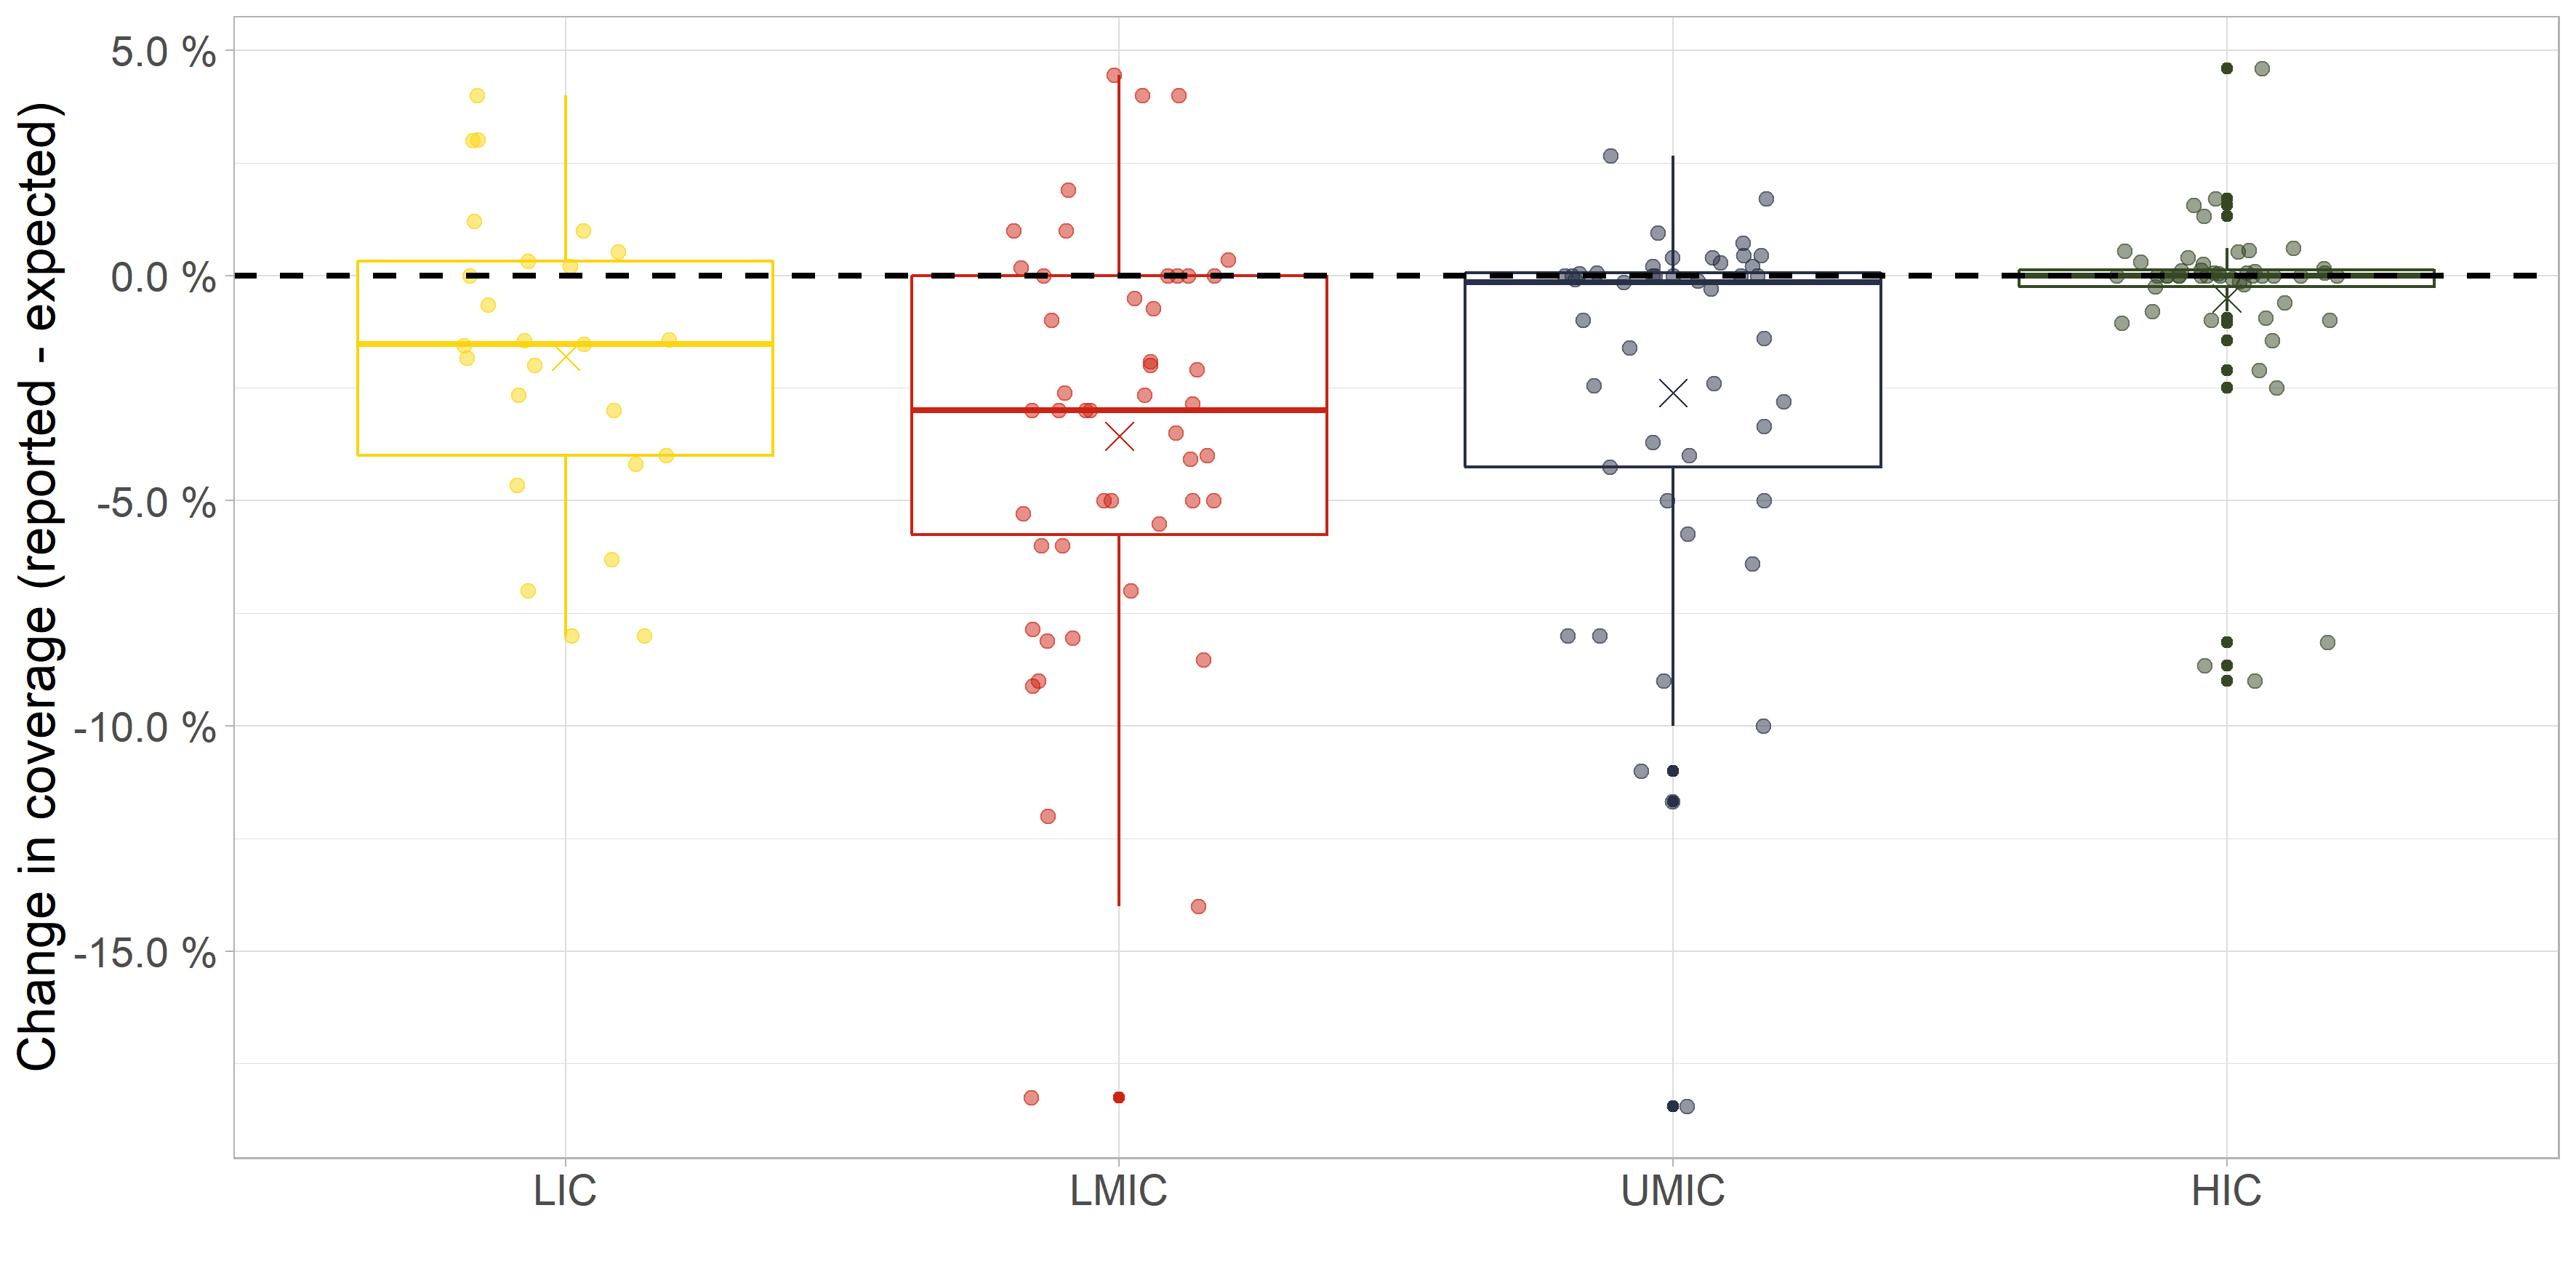 Change in coverage (reported - expected)
5.0 %
0.0 %
-5.0 %
-10.0 %
-15.0 %
LIC LMIC UMIC HIC